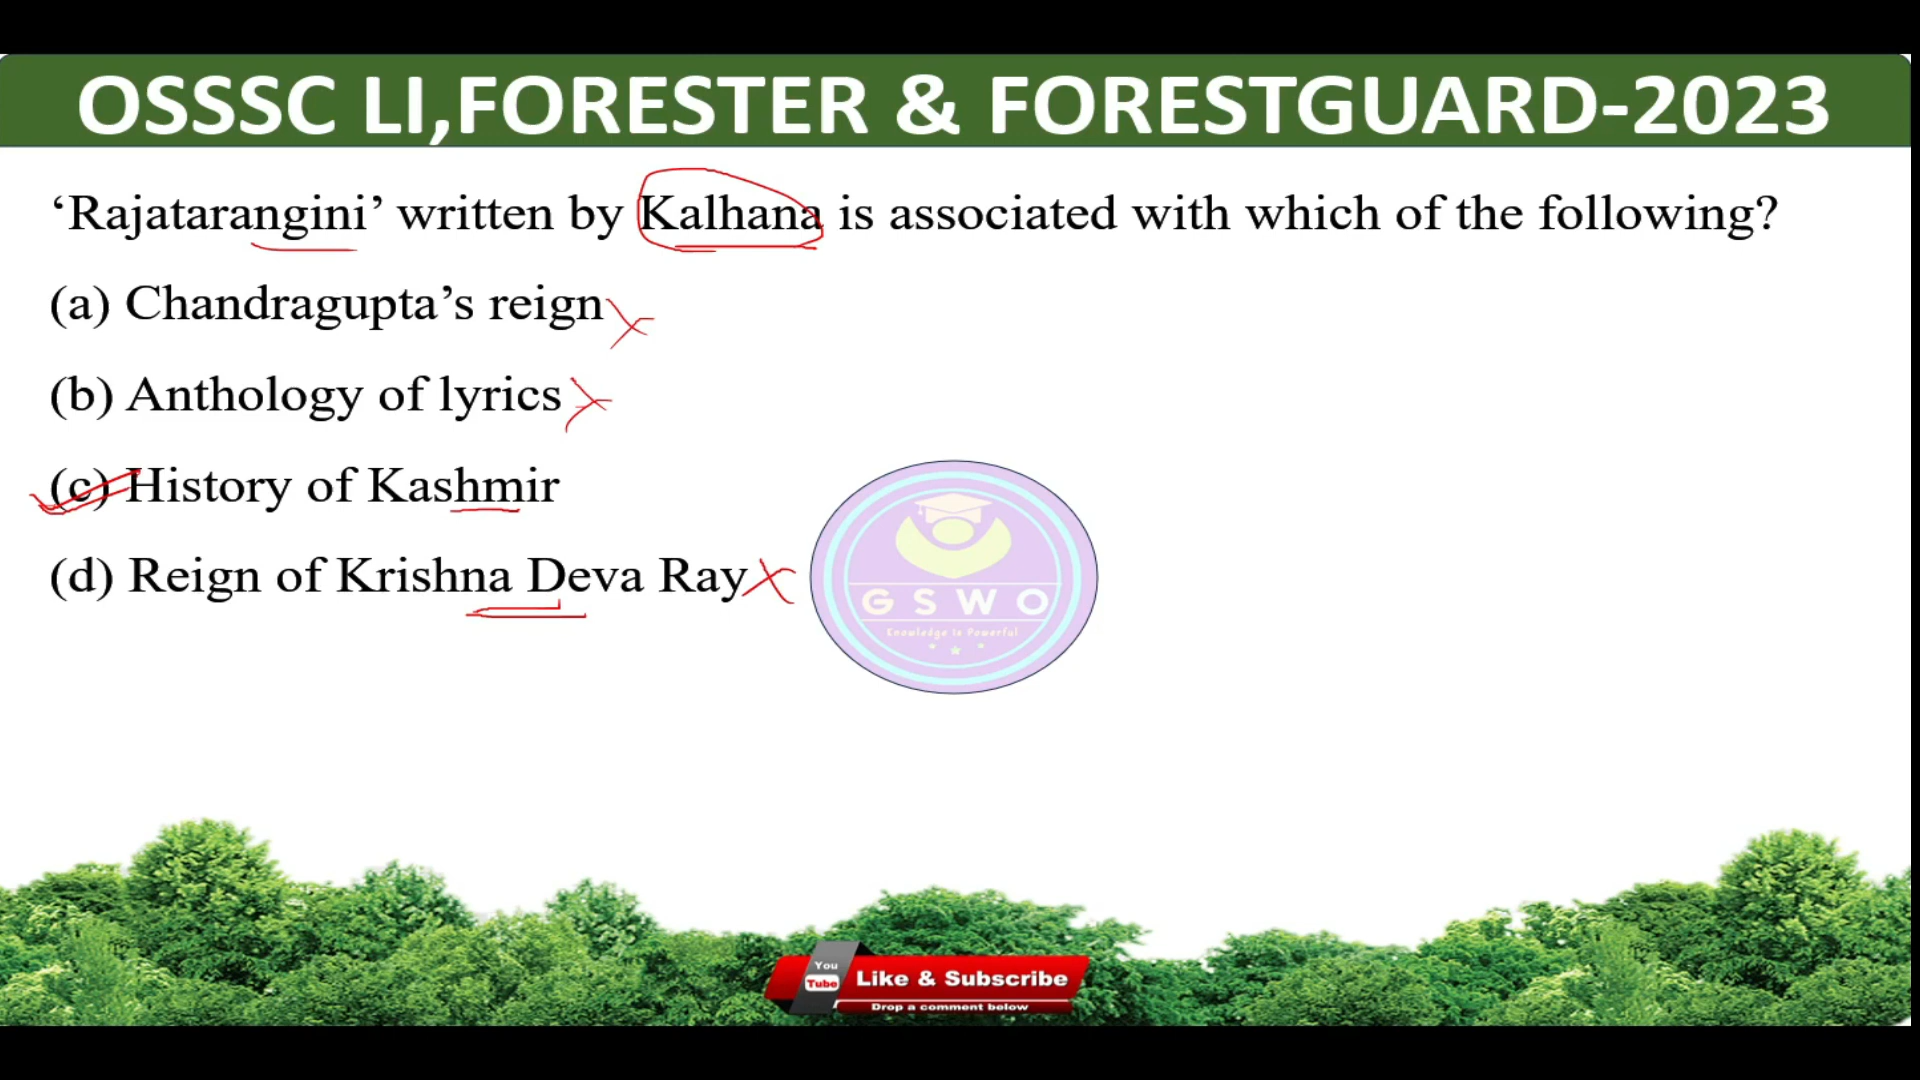 OSSSC LI,FORESTER & FORESTGUARD-2023
‘Rajatarangini’ written by Kalhana is associated with which of the following?
(a) Chandragupta’s reign
(b) Anthology of lyrics
(c) History of Kashmir
(d) Reign of Krishna Deva Ray
GSWO
Knowledge Is Powerful
You
Tube
Like & Subscribe
Drop a comment below